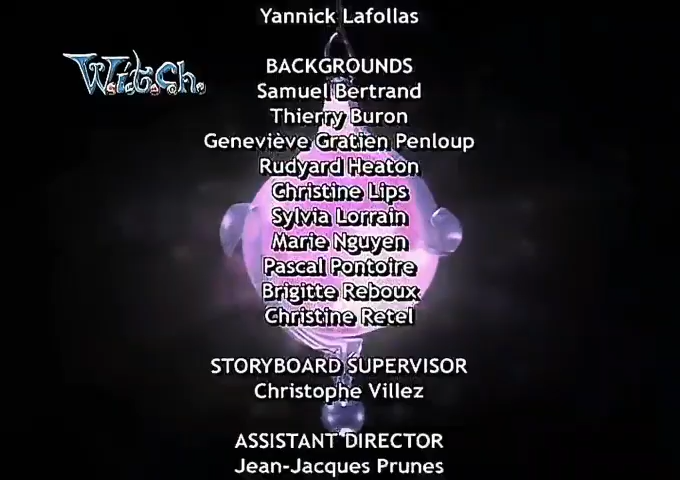 Yannick Lafollas
W.i.t.c.h.
BACKGROUNDS
Samuel Bertrand
Thierry Buron
Geneviève Gratien Penloup
Rudyard Heaton
Christine Lips
Sylvia Lorrain
Marie Nguyen
Pascal Pontoire
Brigitte Reboux
Christine Retel
STORYBOARD SUPERVISOR
Christophe Villez
ASSISTANT DIRECTOR
Jean-Jacques Prunes